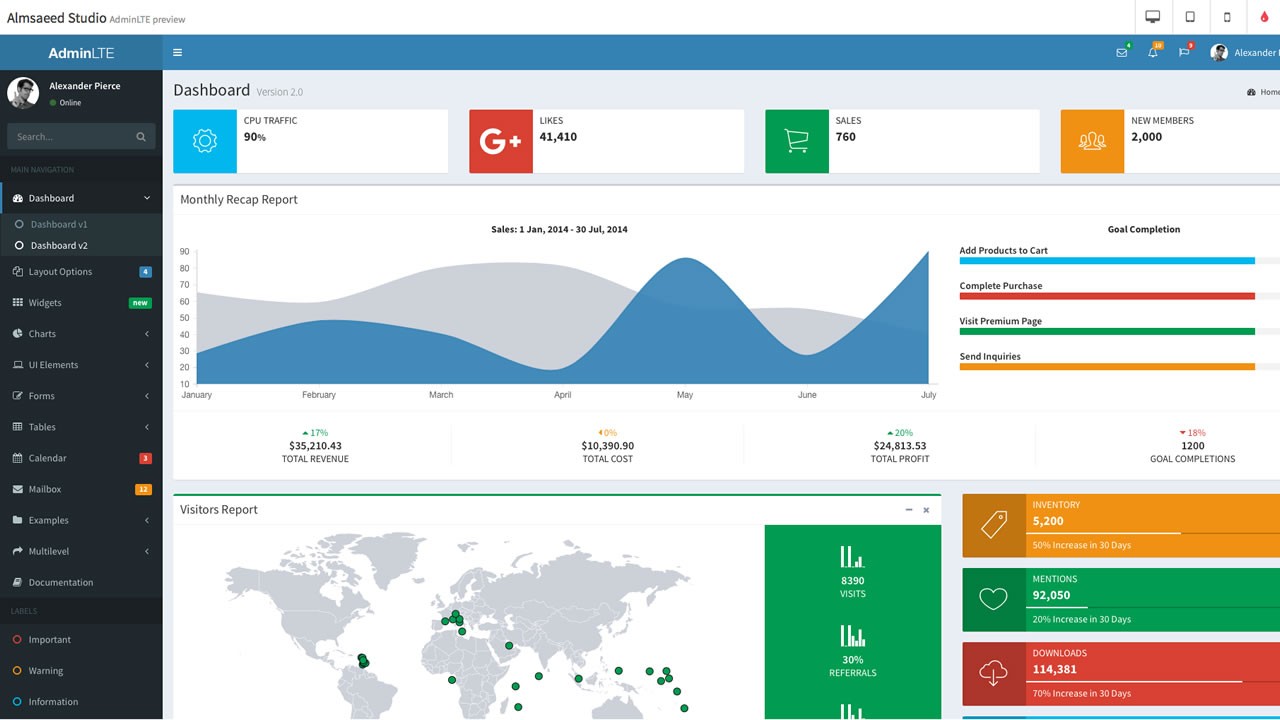 Almsaeed Studio AdminLTE preview
AdminLTE
4
10
9
Alexander
Alexander Pierce
Online
Search...
MAIN NAVIGATION
Dashboard
Dashboard v1
Dashboard v2
Layout Options 4
Widgets new
Charts
UI Elements
Forms
Tables
Calendar 3
Mailbox 12
Examples
Multilevel
Documentation
LABELS
Important
Warning
Information
Dashboard Version 2.0
Home
CPU TRAFFIC
90%
G+
LIKES
41,410
SALES
760
NEW MEMBERS
2,000
Monthly Recap Report
Sales: 1 Jan, 2014 - 30 Jul, 2014
90
80
70
60
50
40
30
20
10
January February March April May June July
Goal Completion
Add Products to Cart
Complete Purchase
Visit Premium Page
Send Inquiries
17%
$35,210.43
TOTAL REVENUE
0%
$10,390.90
TOTAL COST
20%
$24,813.53
TOTAL PROFIT
18%
1200
GOAL COMPLETIONS
Visitors Report
8390
VISITS
30%
REFERRALS
INVENTORY
5,200
50% Increase in 30 Days
MENTIONS
92,050
20% Increase in 30 Days
DOWNLOADS
114,381
70% Increase in 30 Days